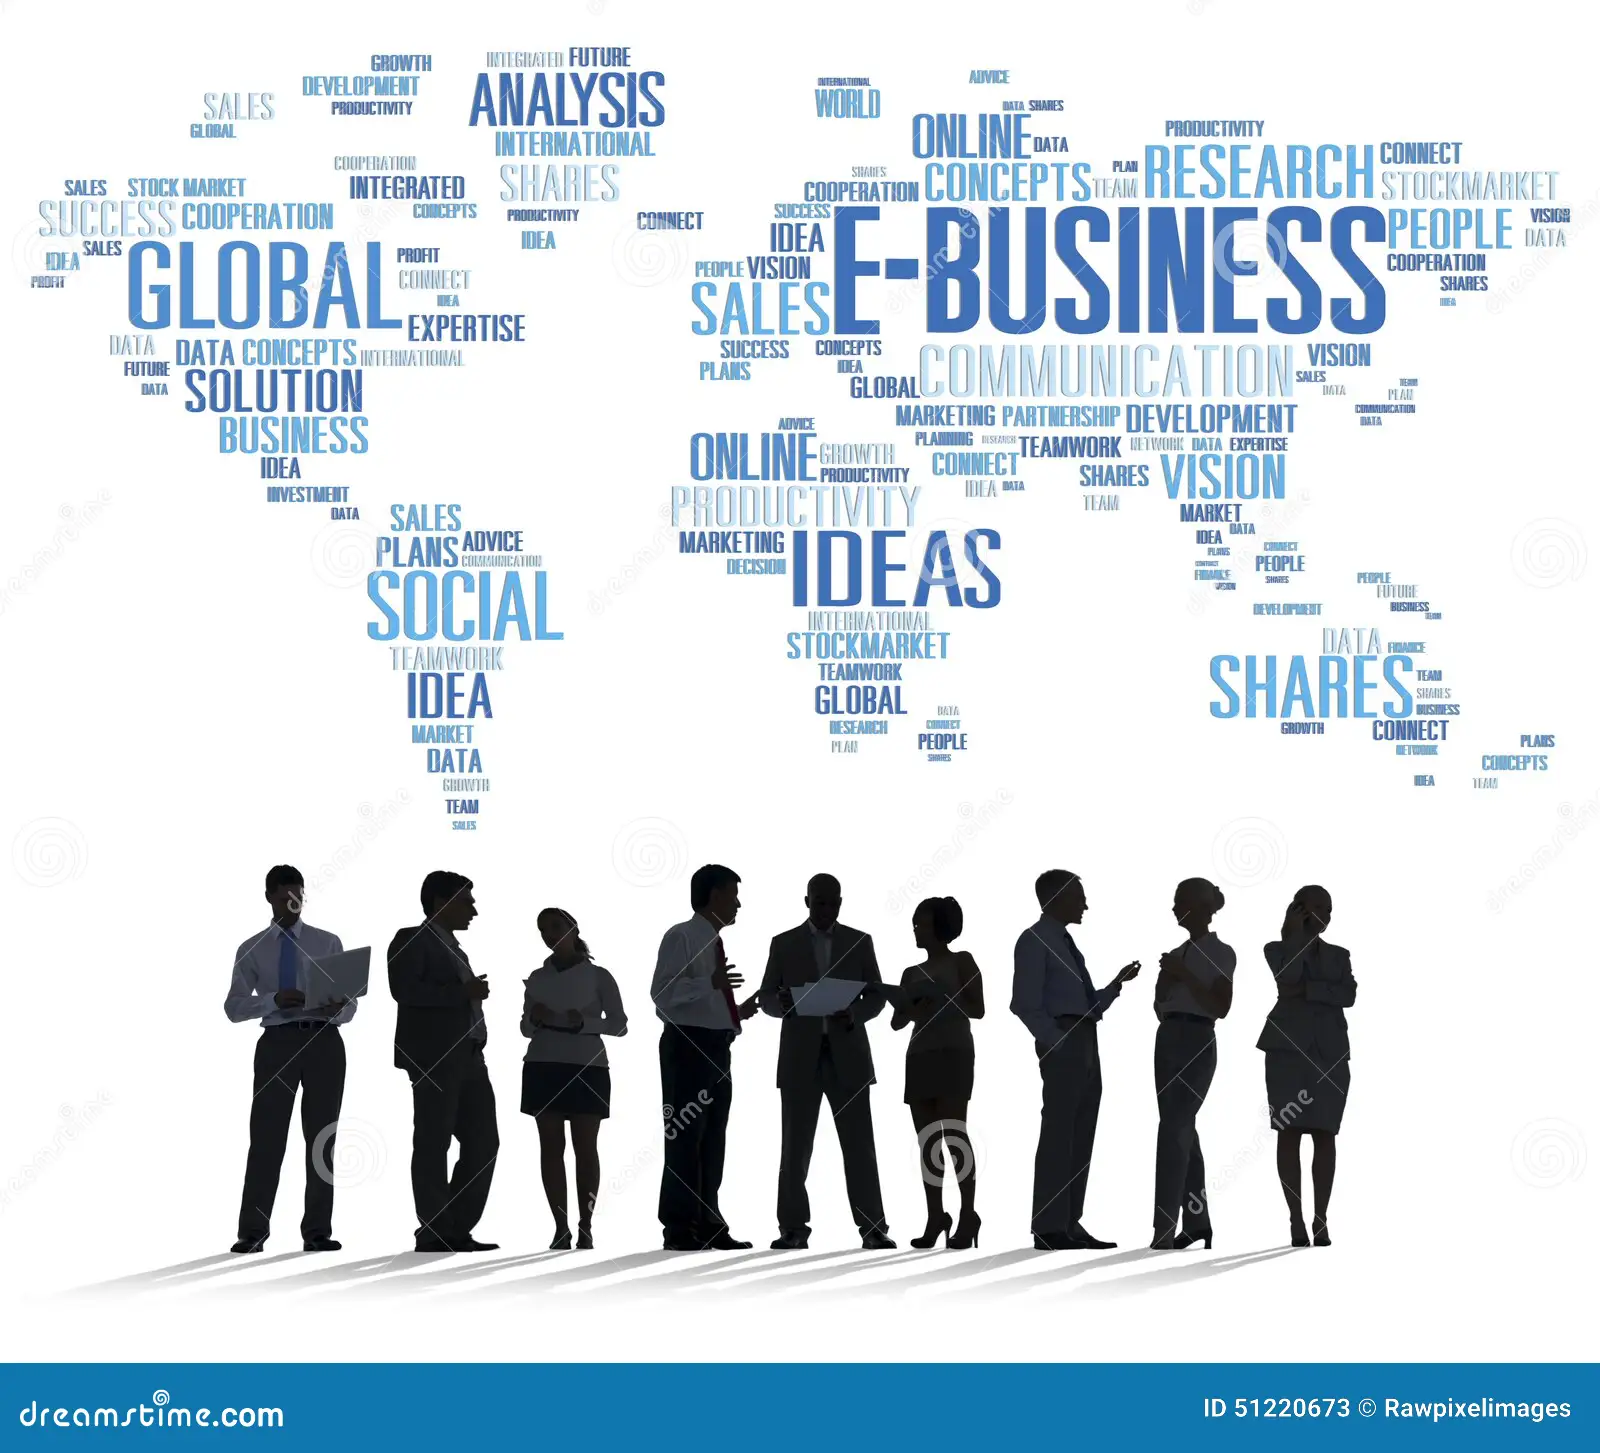 GROWTH
DEVELOPMENT
PRODUCTIVITY
SALES
GLOBAL
INTEGRATED FUTURE
ANALYSIS
INTERNATIONAL
SHARES
PRODUCTIVITY
IDEA
COOPERATION
INTEGRATED
CONCEPTS
CONNECT
SALES STOCK MARKET
SUCCESS COOPERATION
IDEA SALES
PROFIT
GLOBAL
PROFIT
CONNECT
IDEA
EXPERTISE
DATA DATA CONCEPTS INTERNATIONAL
FUTURE SOLUTION
DATA
BUSINESS
IDEA
INVESTMENT
DATA
SALES
PLANS ADVICE
COMMUNICATION
SOCIAL
TEAMWORK
IDEA
MARKET
DATA
GROWTH
TEAM
SALES
INTERNATIONAL
WORLD
ADVICE
DATA SHARES
ONLINE DATA
PRODUCTIVITY
SHARES
COOPERATION CONCEPTS
PLAN
TEAM
RESEARCH CONNECT
STOCKMARKET
SUCCESS
IDEA
E-BUSINESS
PEOPLE VISION
DATA
COOPERATION
SHARES
IDEA
PEOPLE VISION
SALES
SUCCESS
PLANS
CONCEPTS
IDEA
GLOBAL
COMMUNICATION
VISION
SALES
DATA
TEAM
PLAN
COMMUNICATION
DATA
MARKETING PARTNERSHIP DEVELOPMENT
PLANNING RESEARCH TEAMWORK NETWORK DATA EXPERTISE
CONNECT
SHARES
VISION
IDEA DATA
TEAM
MARKET
DATA
IDEA
PLANS
CONTRACT
FINANCE
VISION
CONNECT
PEOPLE
SHARES
ADVICE
ONLINE GROWTH
PRODUCTIVITY
PRODUCTIVITY
MARKETING
DECISION
IDEAS
INTERNATIONAL
STOCKMARKET
TEAMWORK
GLOBAL
RESEARCH
PLAN
DATA
CONNECT
PEOPLE
SHARES
DEVELOPMENT
PEOPLE
FUTURE
BUSINESS
TEAM
DATA FINANCE
SHARES
TEAM
SHARES
BUSINESS
GROWTH CONNECT
NETWORK
IDEA
PLANS
CONCEPTS
TEAM
dreamstime.com
ID 51220673 © Rawpixelimages